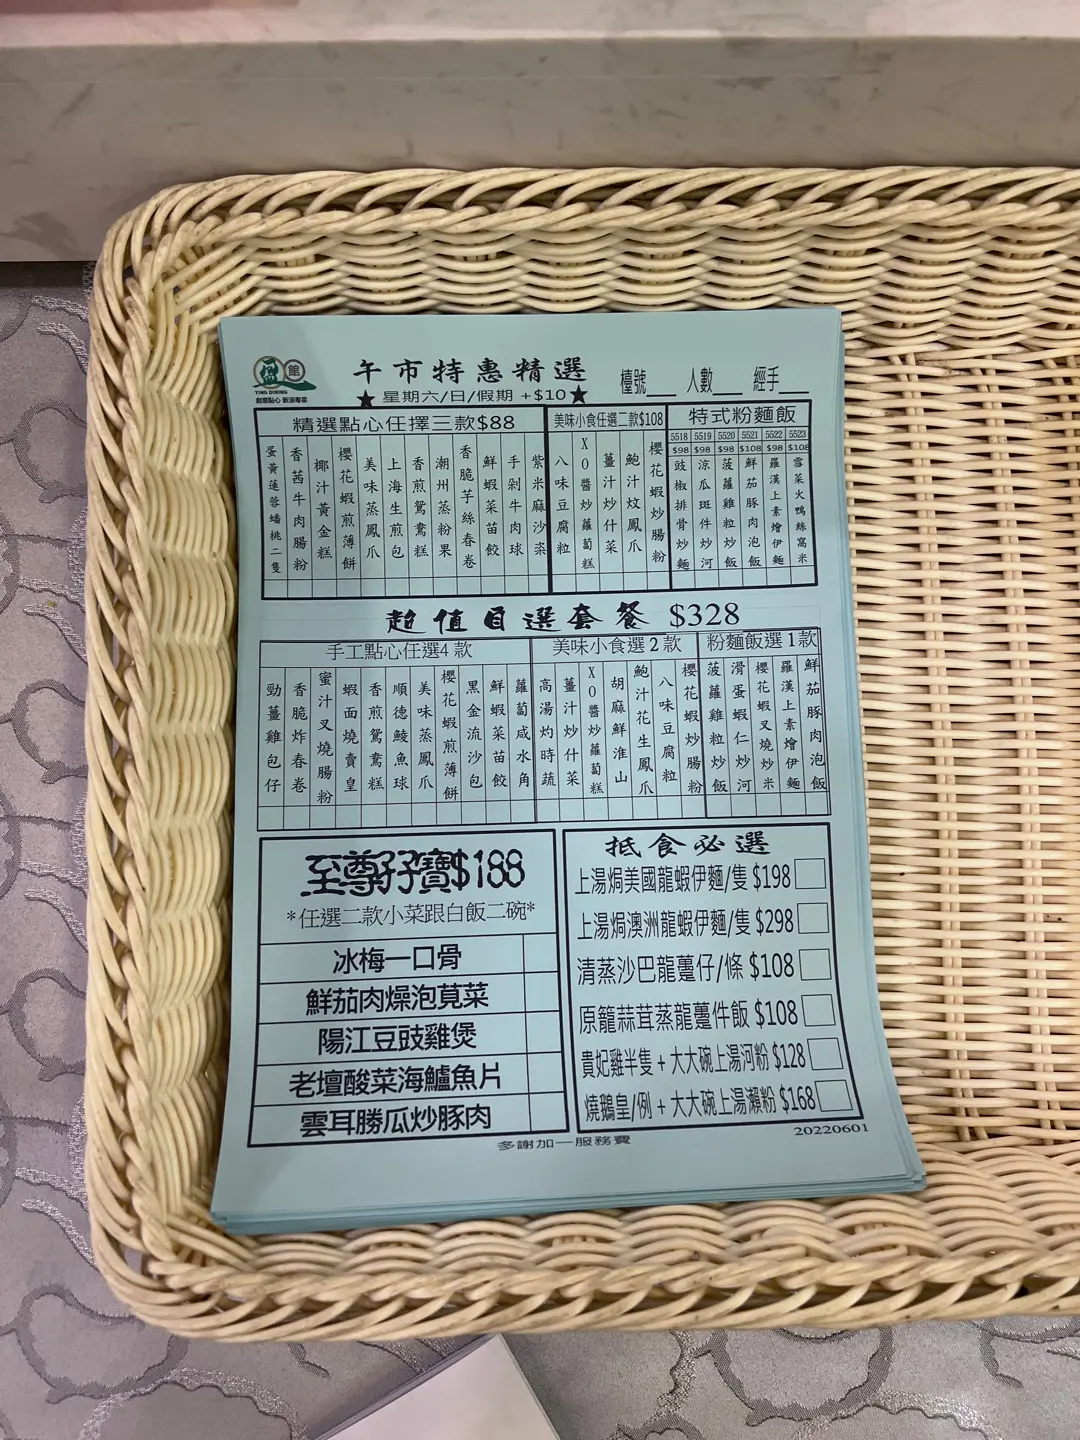 館
YING DINING
創意點心 新派粵菜
午市特惠精選
檯號 人數 經手
★星期六/日/假期 +$10★
精選點心任擇三款$88
蛋黃蓮蓉蟠桃二隻
香茜牛肉腸粉
椰汁黃金糕
櫻花蝦煎薄餅
美味蒸鳳爪
上海生煎包
香煎鴛鴦糕
潮州蒸粉果
香脆芋絲春卷
鮮蝦菜苗餃
手剁牛肉球
紫米麻沙枣
美味小食任選二款$108
八味豆腐粒
XO醬炒蘿蔔糕
薑汁炒什菜
鮑汁炆鳳爪
櫻花蝦炒腸粉
特式粉麵飯
5518 5519 5520 5521 5522 5523
$98 $98 $98 $108 $98 $108
豉椒排骨炒麵
涼瓜斑件炒河
菠蘿雞粒炒飯
鮮茄豚肉泡飯
羅漢上素燴伊麵
雪菜火鴨絲窩米
超值自選套餐 $328
手工點心任選4款
勁薑雞包仔
香脆炸春卷
蜜汁叉燒腸粉
蝦面燒賣皇
香煎鴛鴦糕
順德鯪魚球
美味蒸鳳爪
櫻花蝦煎薄餅
黑金流沙包
鮮蝦菜苗餃
蘿蔔咸水角
美味小食選2款
高湯灼時蔬
薑汁炒什菜
XO醬炒蘿蔔糕
胡麻鮮淮山
鮑汁花生鳳爪
八味豆腐粒
櫻花蝦炒腸粉
粉麵飯選1款
菠蘿雞粒炒飯
滑蛋蝦仁炒河
櫻花蝦叉燒炒米
羅漢上素燴伊麵
鮮茄豚肉泡飯
至尊孖寶$188
*任選二款小菜跟白飯二碗*
冰梅一口骨
鮮茄肉燥泡莧菜
陽江豆豉雞煲
老壇酸菜海鱸魚片
雲耳勝瓜炒豚肉
抵食必選
上湯焗美國龍蝦伊麵/隻 $198
上湯焗澳洲龍蝦伊麵/隻 $298
清蒸沙巴龍躉仔/條 $108
原籠蒜茸蒸龍躉件飯 $108
貴妃雞半隻 + 大大碗上湯河粉 $128
燒鵝皇/例 + 大大碗上湯瀨粉 $168
多謝加一服務費
20220601